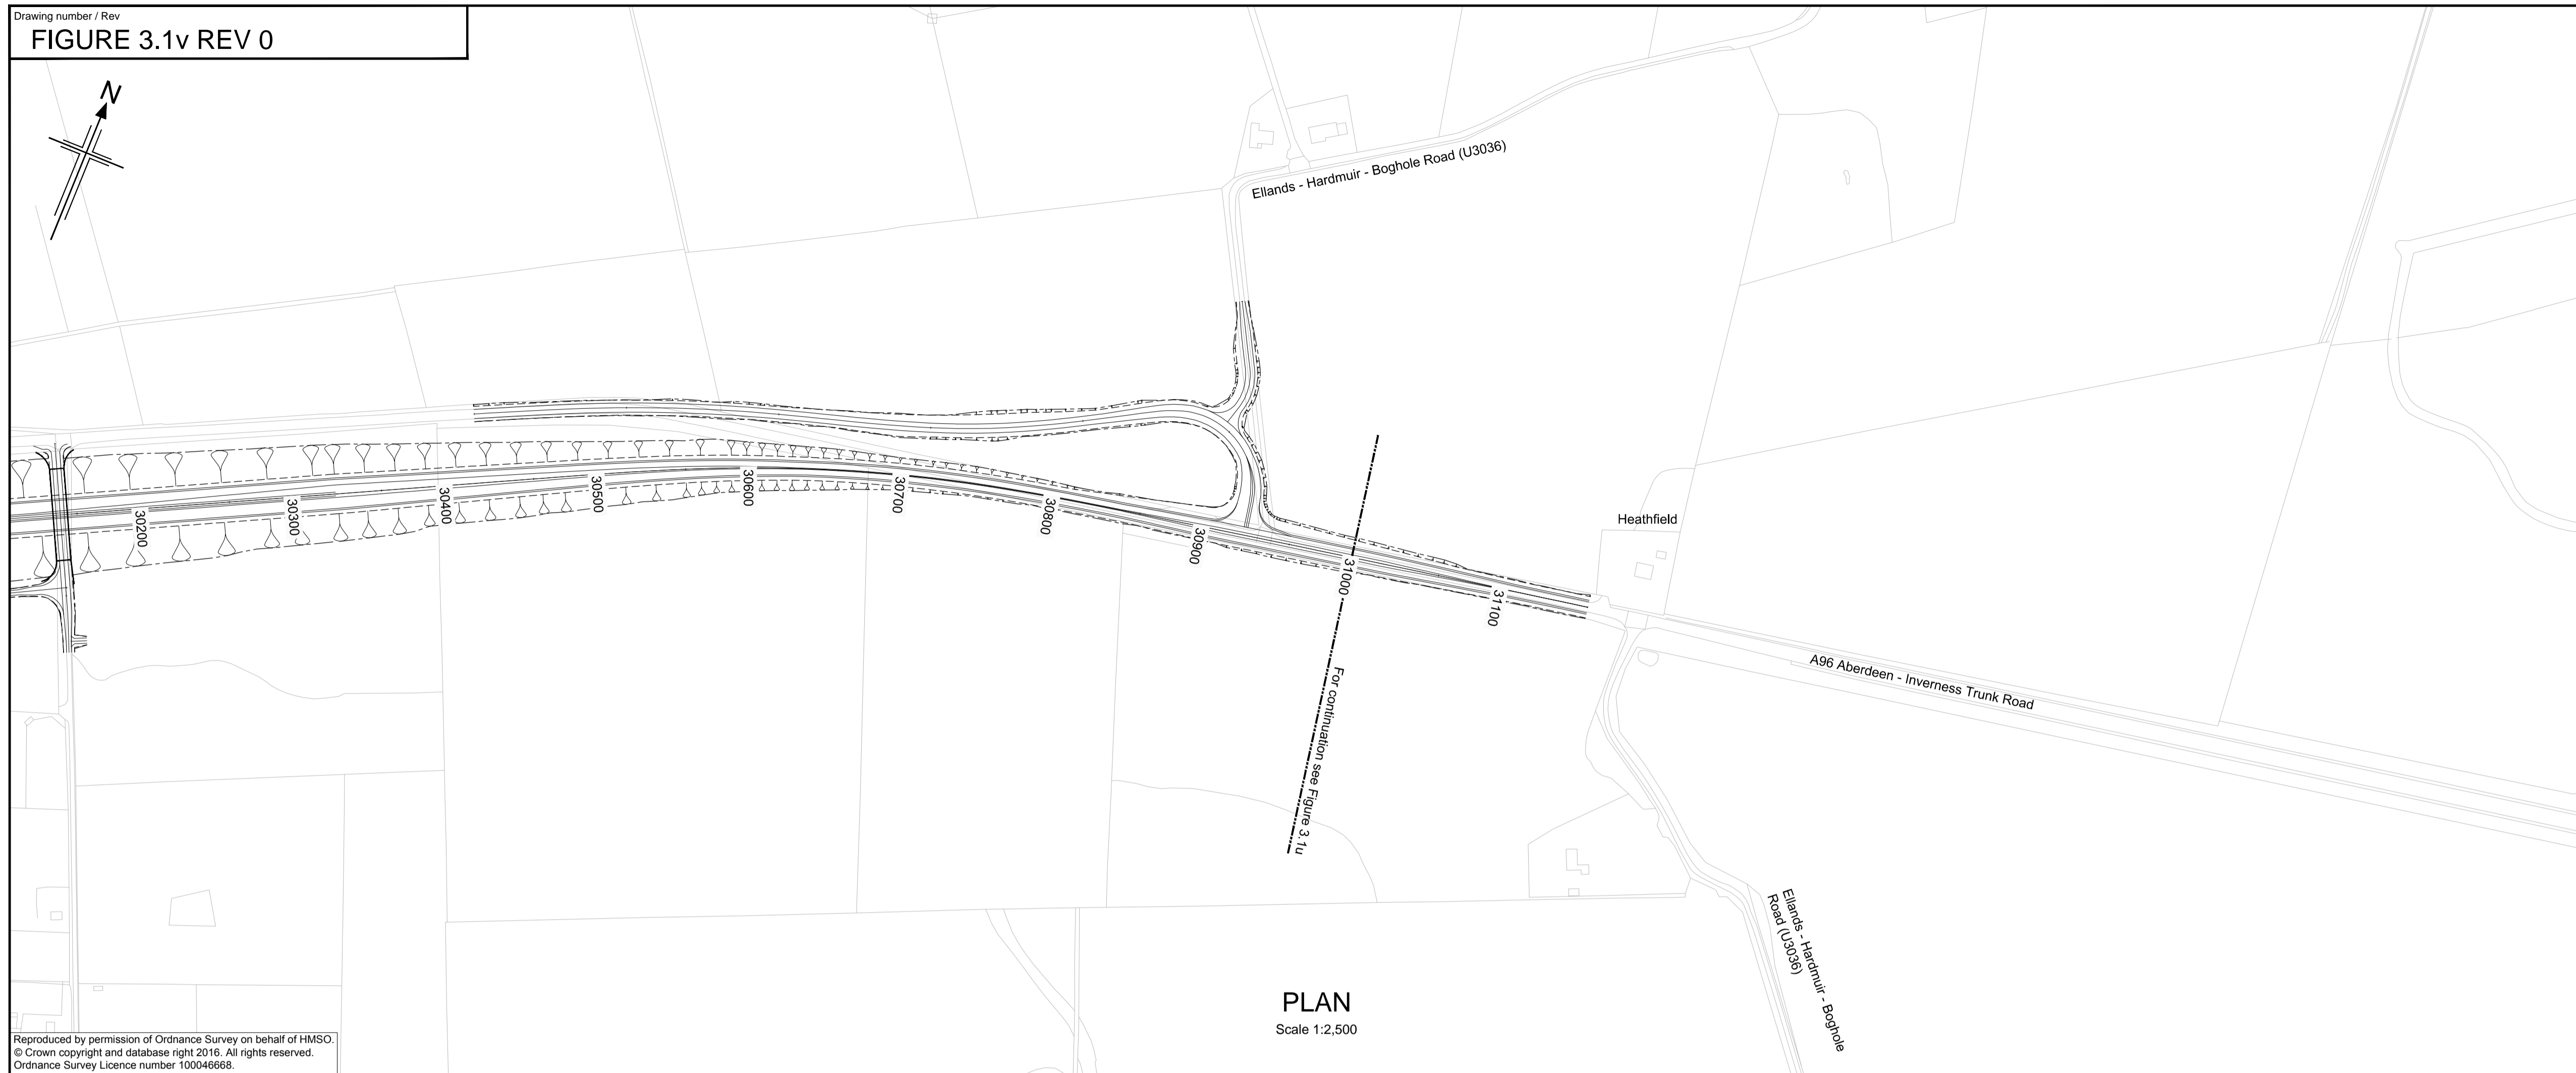 Drawing number / Rev
FIGURE 3.1v REV 0
N
Ellands - Hardmuir - Boghole Road (U3036)
30200
30300
30400
30500
30600
30700
30800
30900
31000
31100
Heathfield
For continuation see Figure 3.1u
A96 Aberdeen - Inverness Trunk Road
Ellands - Hardmuir - Boghole
Road (U3036)
PLAN
Scale 1:2,500
Reproduced by permission of Ordnance Survey on behalf of HMSO.
© Crown copyright and database right 2016. All rights reserved.
Ordnance Survey Licence number 100046668.